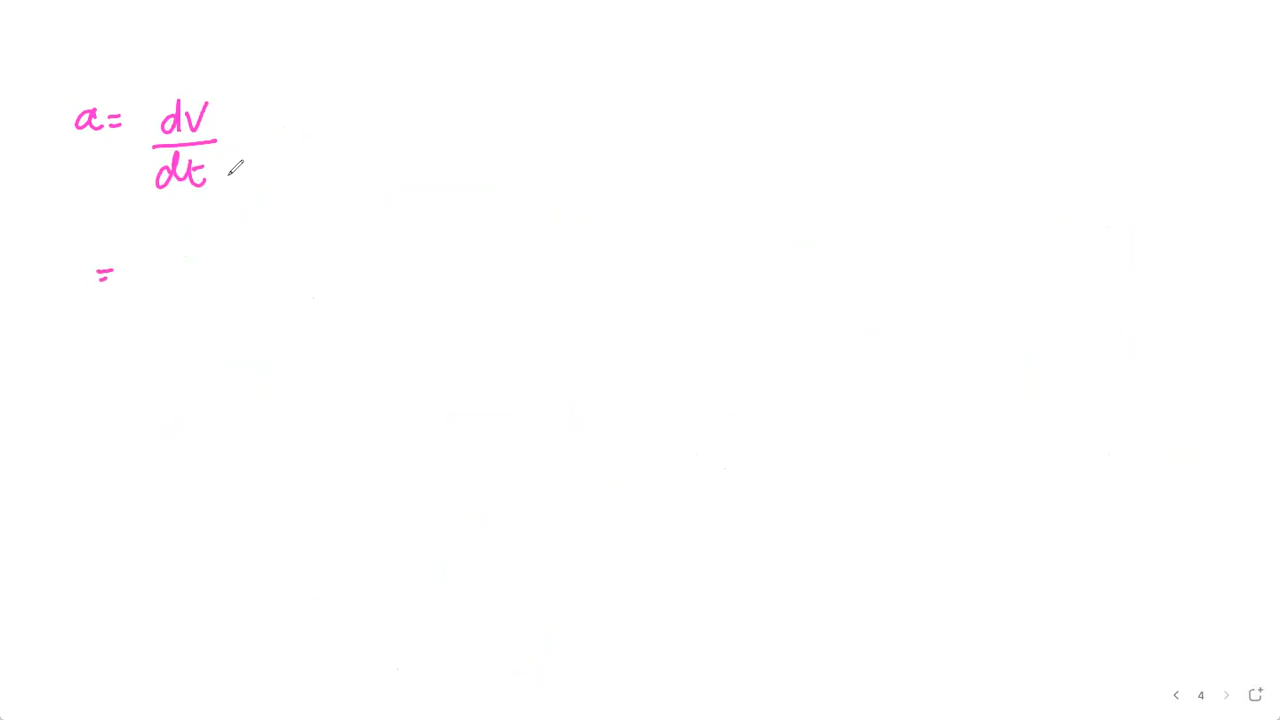 a = dv/dt
=
4